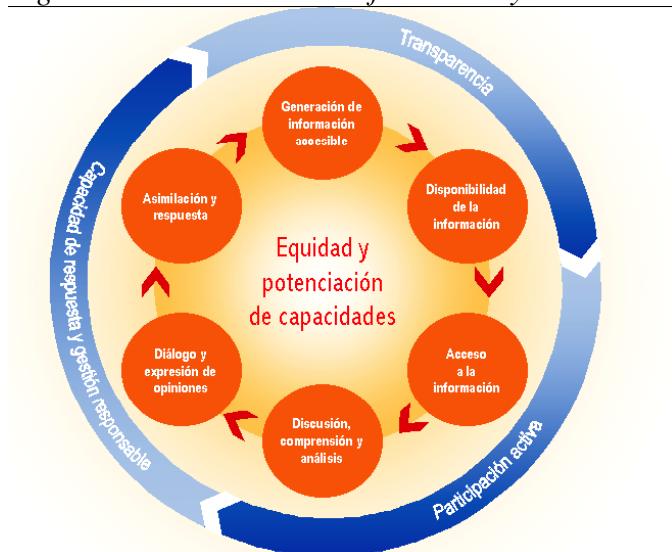 Transparencia
Generación de
información
accesible
Disponibilidad
de la
información
Acceso
a la
información
Discusión,
comprensión y
análisis
Diálogo y
expresión de
opiniones
Asimilación y
respuesta
Equidad y
potenciación
de capacidades
Participación activa
Capacidad de respuesta y gestión responsable